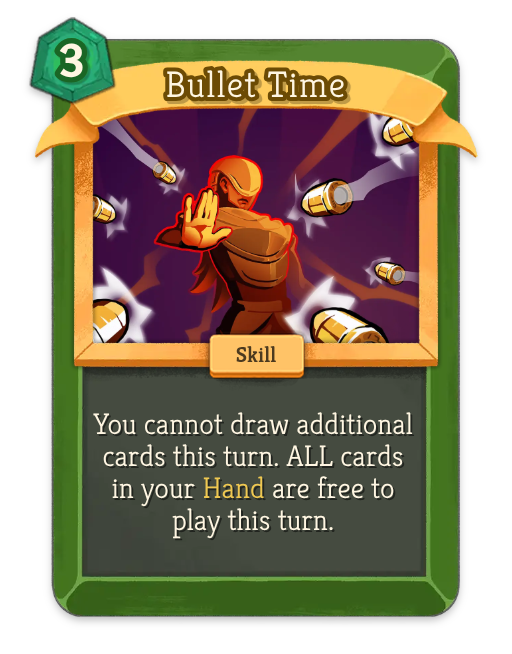 3
Bullet Time
Skill
You cannot draw additional
cards this turn. ALL cards
in your Hand are free to
play this turn.